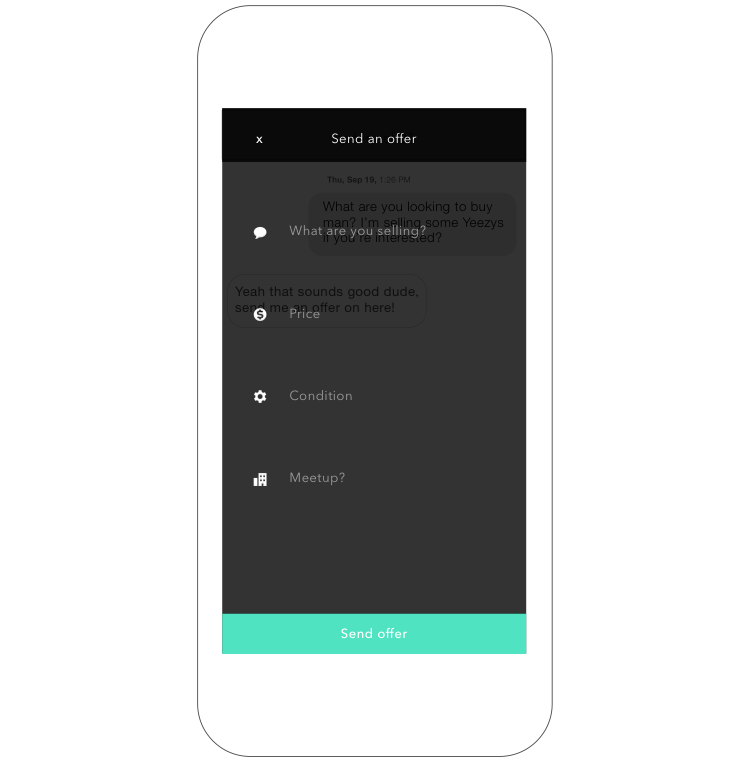 x Send an offer
Thu, Sep 19, 1:26 PM
What are you looking to buy
man? I'm selling some Yeezys
if you're interested?
What are you selling?
Yeah that sounds good dude,
send me an offer on here!
Price
Condition
Meetup?
Send offer